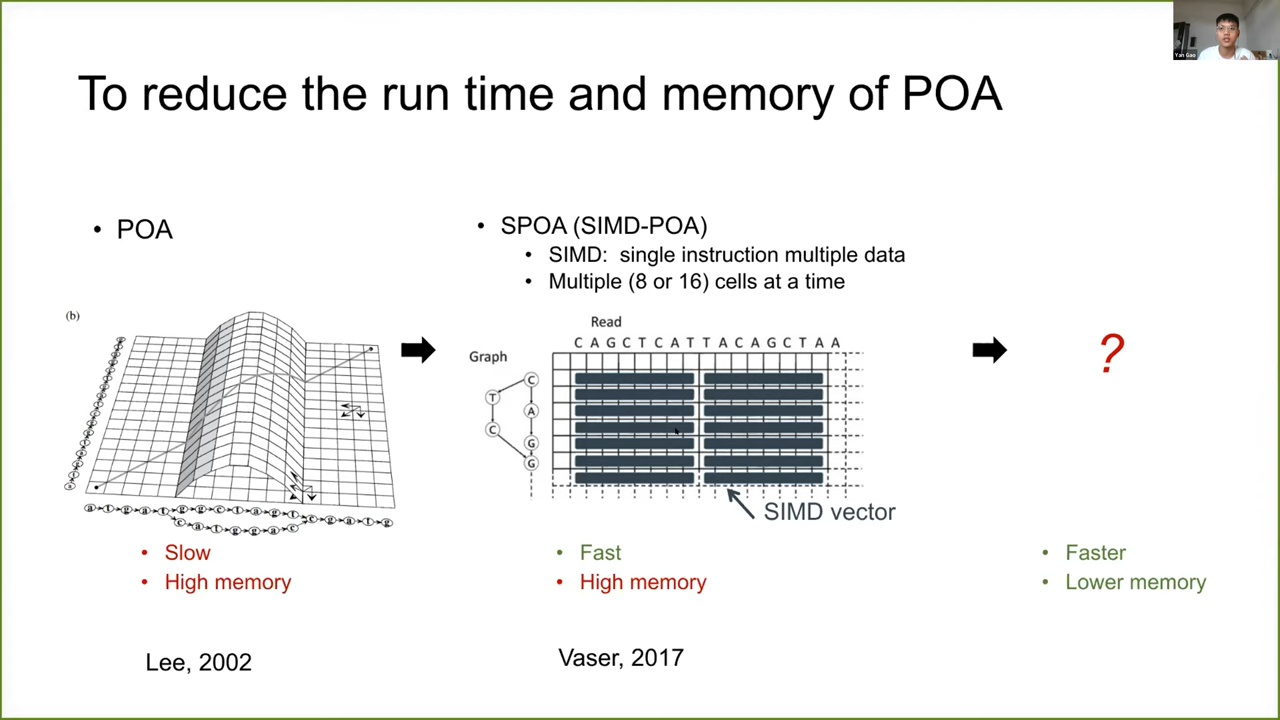 Yan Gao
To reduce the run time and memory of POA
• POA
(b)
a t g a t g g c t a g t c g a t g
c a t g g a c
• Slow
• High memory
Lee, 2002
• SPOA (SIMD-POA)
• SIMD: single instruction multiple data
• Multiple (8 or 16) cells at a time
Read
C A G C T C A T T A C A G C T A A
Graph
C
T
A
C
G
G
SIMD vector
• Fast
• High memory
Vaser, 2017
?
• Faster
• Lower memory